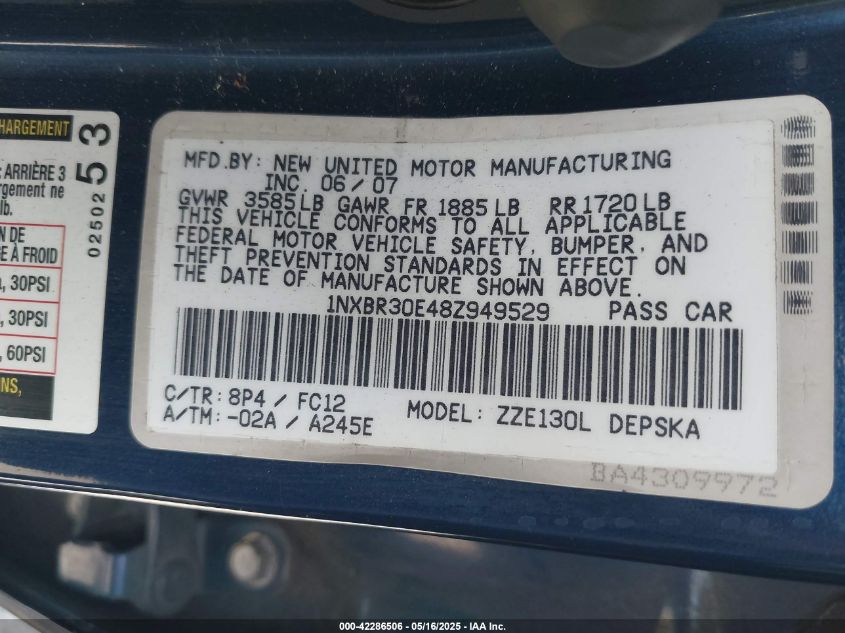 HARGEMENT
: ARRIÈRE 3
rgement ne
lb.
N DE
E À FROID
, 30PSI
, 30PSI
, 60PSI
NS,
02502 53
MFD.BY: NEW UNITED MOTOR MANUFACTURING
INC. 06/07
GVWR 3585LB GAWR FR 1885LB RR1720LB
THIS VEHICLE CONFORMS TO ALL APPLICABLE
FEDERAL MOTOR VEHICLE SAFETY, BUMPER, AND
THEFT PREVENTION STANDARDS IN EFFECT ON
THE DATE OF MANUFACTURE SHOWN ABOVE.
1NXBR30E48Z949529 PASS CAR
C/TR: 8P4 / FC12
A/TM: -02A / A245E
MODEL: ZZE130L DEPSKA
BA4309972
000-42286506 - 05/16/2025 - IAA Inc.